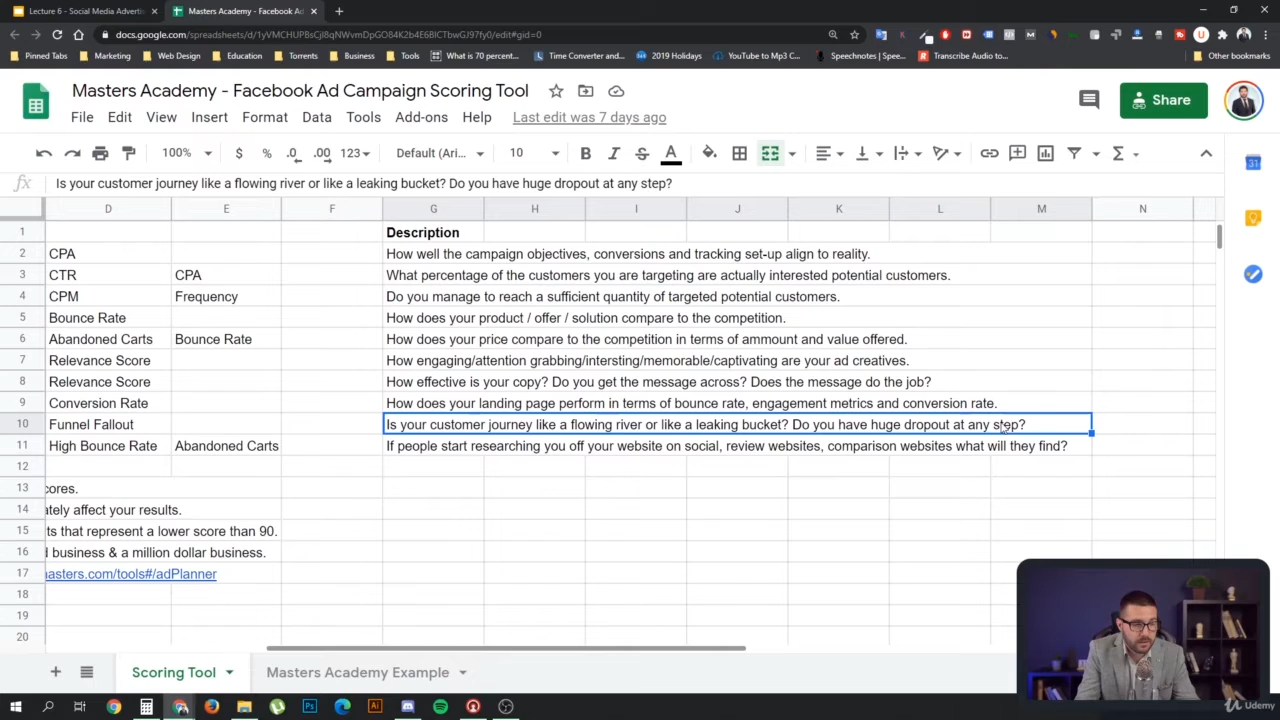 Lecture 6 - Social Media Adverti
Masters Academy - Facebook Ad
docs.google.com/spreadsheets/d/1yVMCHUPBsCjI8qNWvmDpGO84K2b4E6BICTbwGJ97fy0/edit#gid=0
Pinned Tabs Marketing Web Design Education Torrents Business Tools What is 70 percent... Time Converter and... 2019 Holidays YouTube to Mp3 C... Speechnotes | Spee... Transcribe Audio to... Other bookmarks
Masters Academy - Facebook Ad Campaign Scoring Tool
Share
File Edit View Insert Format Data Tools Add-ons Help Last edit was 7 days ago
100% $ % .0 .00 123 Default (Ari... 10 B I S A
31
fx Is your customer journey like a flowing river or like a leaking bucket? Do you have huge dropout at any step?
D E F G H I J K L M N
1 Description
2 CPA How well the campaign objectives, conversions and tracking set-up align to reality.
3 CTR CPA What percentage of the customers you are targeting are actually interested potential customers.
4 CPM Frequency Do you manage to reach a sufficient quantity of targeted potential customers.
5 Bounce Rate How does your product / offer / solution compare to the competition.
6 Abandoned Carts Bounce Rate How does your price compare to the competition in terms of ammount and value offered.
7 Relevance Score How engaging/attention grabbing/intersting/memorable/captivating are your ad creatives.
8 Relevance Score How effective is your copy? Do you get the message across? Does the message do the job?
9 Conversion Rate How does your landing page perform in terms of bounce rate, engagement metrics and conversion rate.
10 Funnel Fallout Is your customer journey like a flowing river or like a leaking bucket? Do you have huge dropout at any step?
11 High Bounce Rate Abandoned Carts If people start researching you off your website on social, review websites, comparison websites what will they find?
12
13 cores.
14 ately affect your results.
15 ts that represent a lower score than 90.
16 d business & a million dollar business.
17 nasters.com/tools#/adPlanner
18
19
20
Scoring Tool Masters Academy Example
Udemy